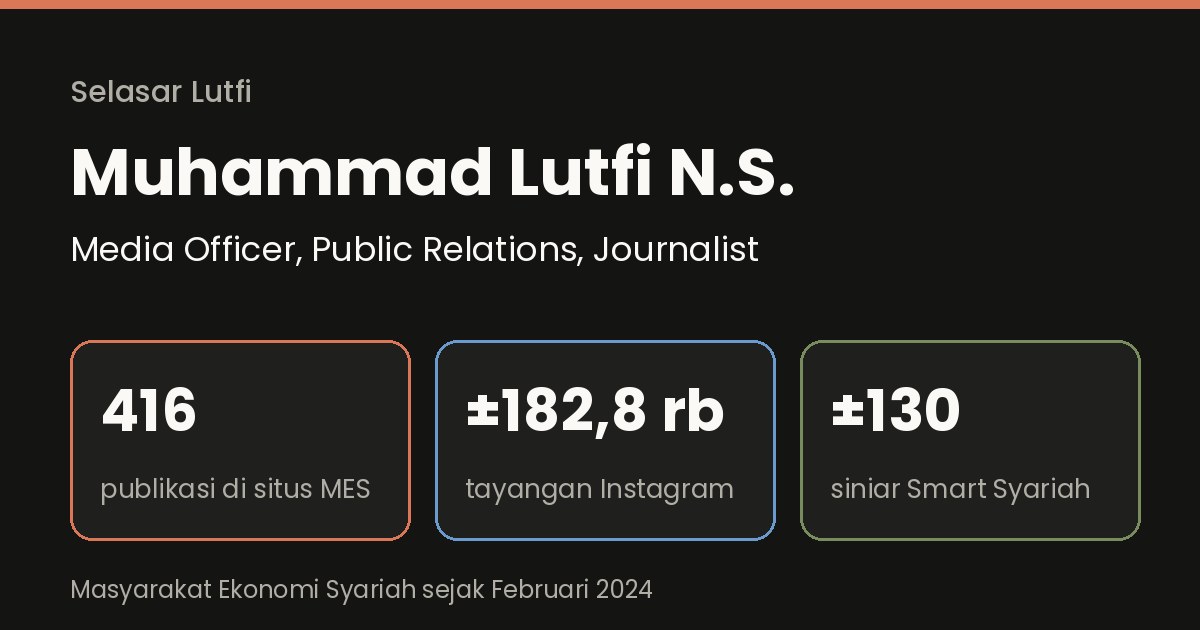 Selasar Lutfi
Muhammad Lutfi N.S.
Media Officer, Public Relations, Journalist
416
publikasi di situs MES
±182,8 rb
tayangan Instagram
±130
siniar Smart Syariah
Masyarakat Ekonomi Syariah sejak Februari 2024